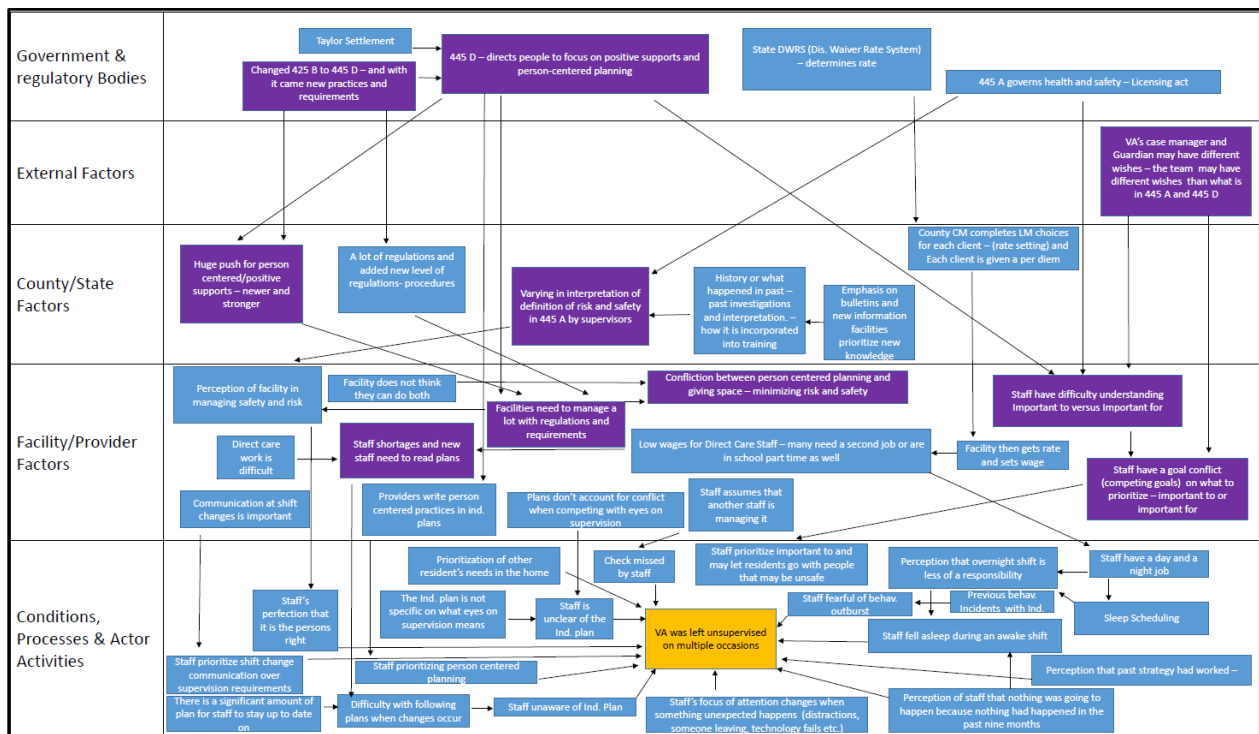 Government &
regulatory Bodies
Taylor Settlement
Changed 425 B to 445 D – and with
it came new practices and
requirements
445 D – directs people to focus on positive supports and
person-centered planning
State DWRS (Dis. Waiver Rate System)
– determines rate
445 A governs health and safety – Licensing act
External Factors
VA's case manager and
Guardian may have different
wishes – the team may have
different wishes than what is
in 445 A and 445 D
County/State
Factors
Huge push for person
centered/positive
supports – newer and
stronger
A lot of regulations and
added new level of
regulations- procedures
Varying in interpretation of
definition of risk and safety
in 445 A by supervisors
History or what
happened in past –
past investigations
and interpretation. –
how it is incorporated
into training
Emphasis on
bulletins and
new information
facilities
prioritize new
knowledge
County CM completes LM choices
for each client – (rate setting) and
Each client is given a per diem
Facility/Provider
Factors
Perception of facility in
managing safety and risk
Facility does not think
they can do both
Confliction between person centered planning and
giving space – minimizing risk and safety
Facilities need to manage a
lot with regulations and
requirements
Staff have difficulty understanding
Important to versus Important for
Direct care
work is
difficult
Staff shortages and new
staff need to read plans
Low wages for Direct Care Staff – many need a second job or are
in school part time as well
Facility then gets rate
and sets wage
Staff have a goal conflict
(competing goals) on what to
prioritize – important to or
important for
Communication at shift
changes is important
Providers write person
centered practices in ind.
plans
Plans don't account for conflict
when competing with eyes on
supervision
Staff assumes that
another staff is
managing it
Conditions,
Processes & Actor
Activities
Prioritization of other
resident's needs in the home
Check missed
by staff
Staff prioritize important to and
may let residents go with people
that may be unsafe
Perception that overnight shift is
less of a responsibility
Staff have a day and a
night job
Staff's
perfection that
it is the persons
right
The Ind. plan is not
specific on what eyes on
supervision means
Staff is
unclear of the
Ind. plan
VA was left unsupervised
on multiple occasions
Staff fearful of behav.
outburst
Previous behav.
Incidents with Ind.
Sleep Scheduling
Staff fell asleep during an awake shift
Staff prioritize shift change
communication over
supervision requirements
Staff prioritizing person centered
planning
Perception that past strategy had worked –
There is a significant amount of
plan for staff to stay up to date
on
Difficulty with following
plans when changes occur
Staff unaware of Ind. Plan
Staff's focus of attention changes when
something unexpected happens (distractions,
someone leaving, technology fails etc.)
Perception of staff that nothing was going to
happen because nothing had happened in the
past nine months